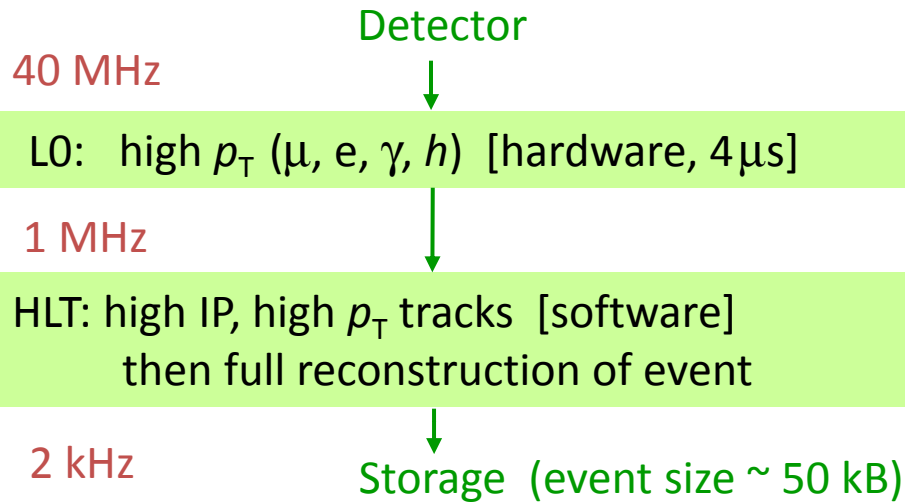 Detector
40 MHz
L0: high pT (μ, e, γ, h) [hardware, 4 μs]
1 MHz
HLT: high IP, high pT tracks [software]
then full reconstruction of event
2 kHz
Storage (event size ~ 50 kB)